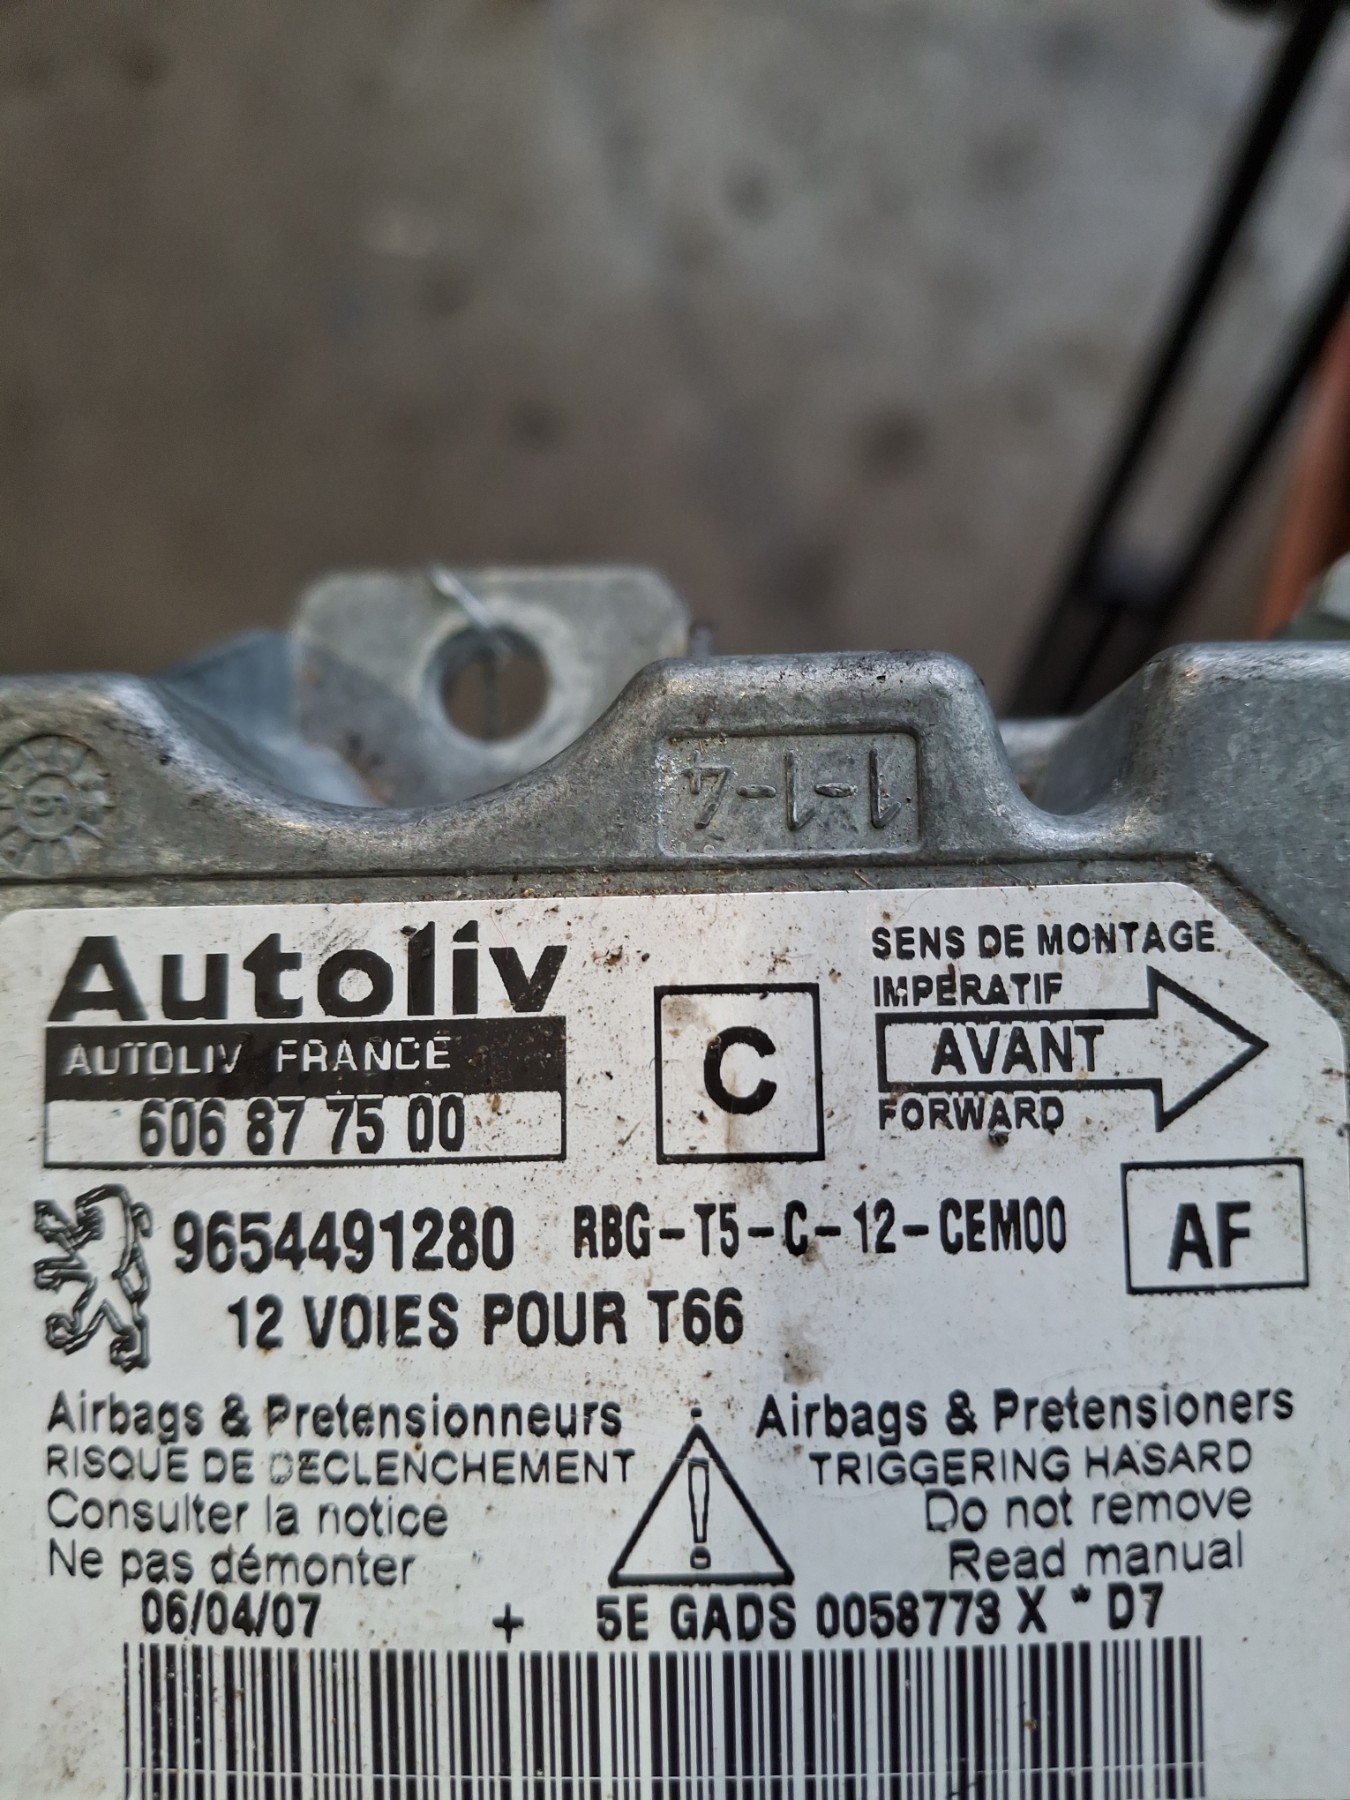 1-1-4
Autoliv
AUTOLIV FRANCE
606 87 75 00
C
SENS DE MONTAGE
IMPERATIF
AVANT
FORWARD
9654491280 RBG-T5-C-12-CEM00
AF
12 VOIES POUR T66
Airbags & Pretensionneurs
RISQUE DE DECLENCHEMENT
Consulter la notice
Ne pas démonter
Airbags & Pretensioners
TRIGGERING HASARD
Do not remove
Read manual
06/04/07 + 5E GADS 0058773 X * D7